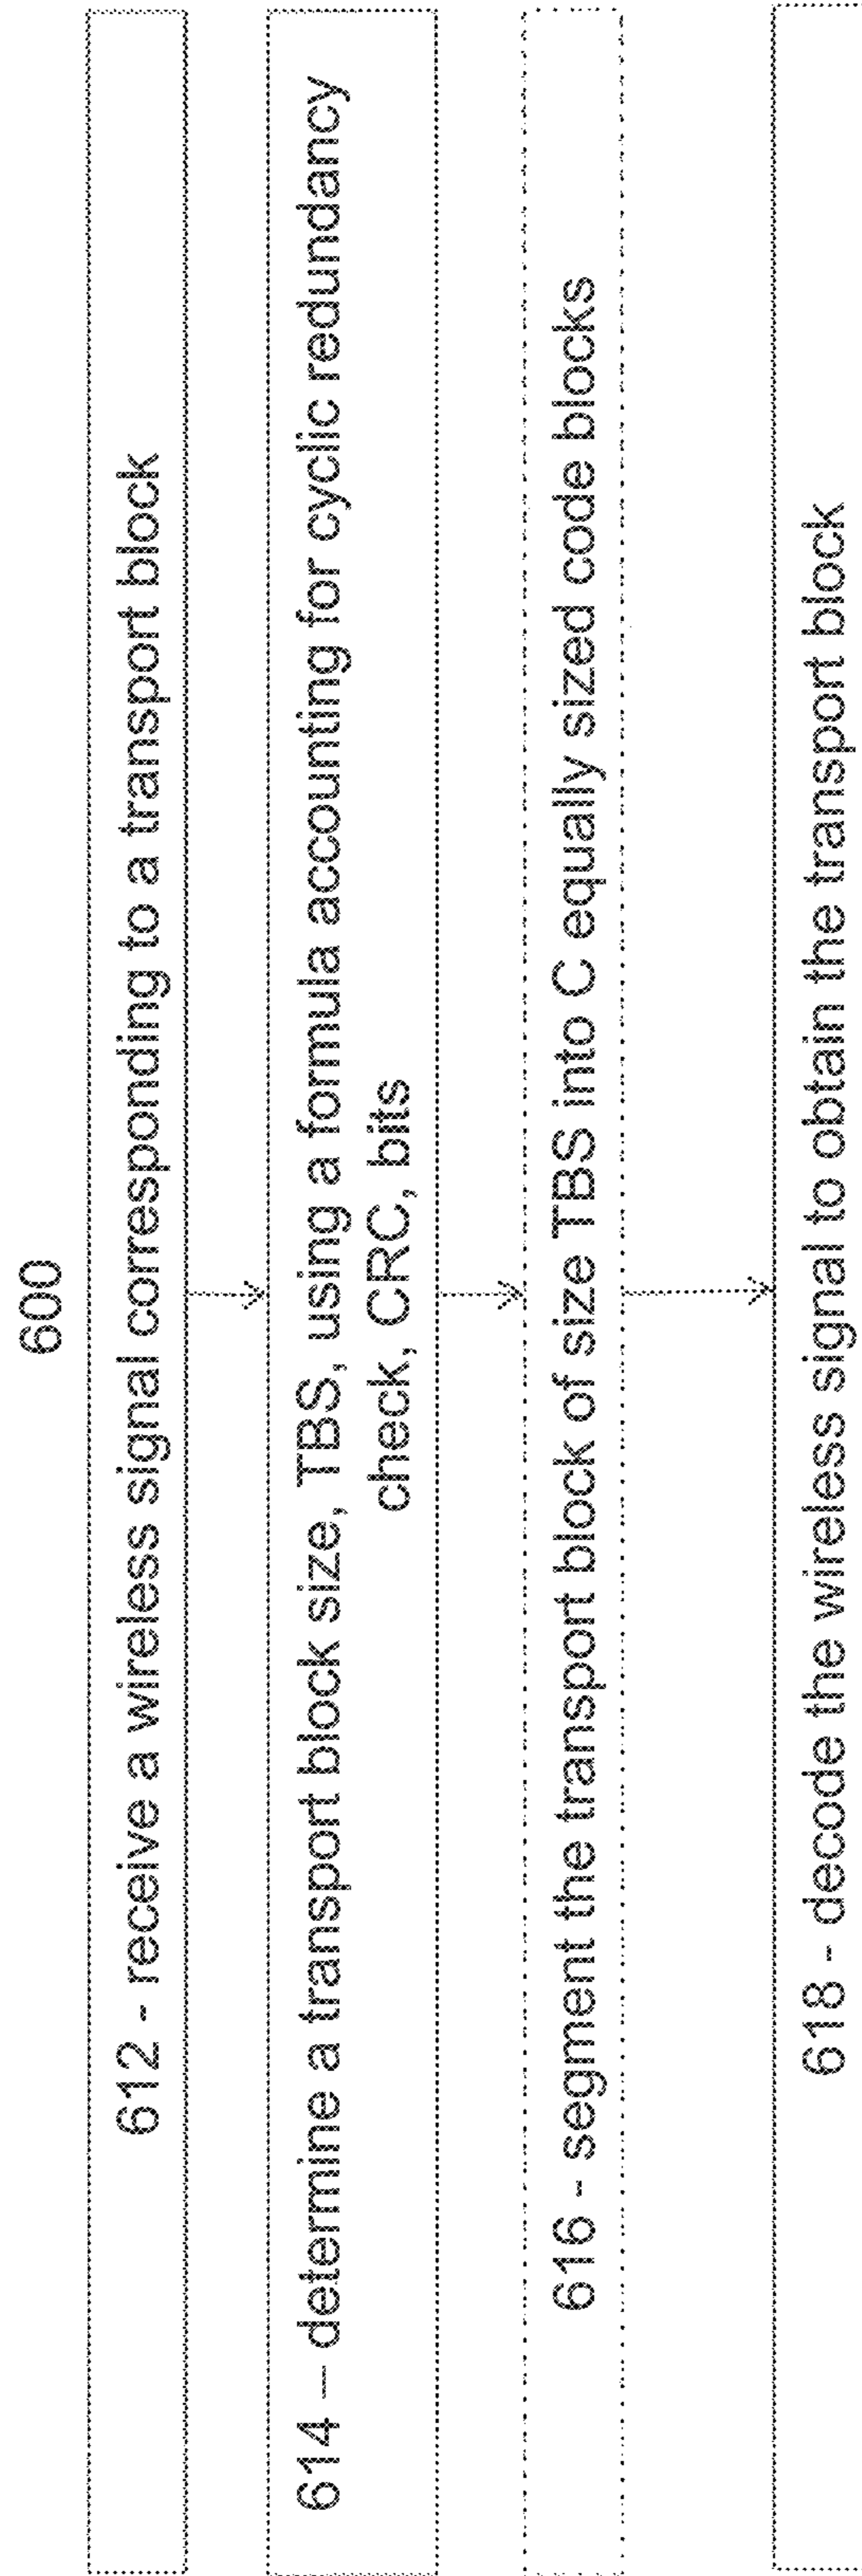 600
612 - receive a wireless signal corresponding to a transport block
614 – determine a transport block size, TBS, using a formula accounting for cyclic redundancy
check, CRC, bits
616 - segment the transport block of size TBS into C equally sized code blocks
618 - decode the wireless signal to obtain the transport block